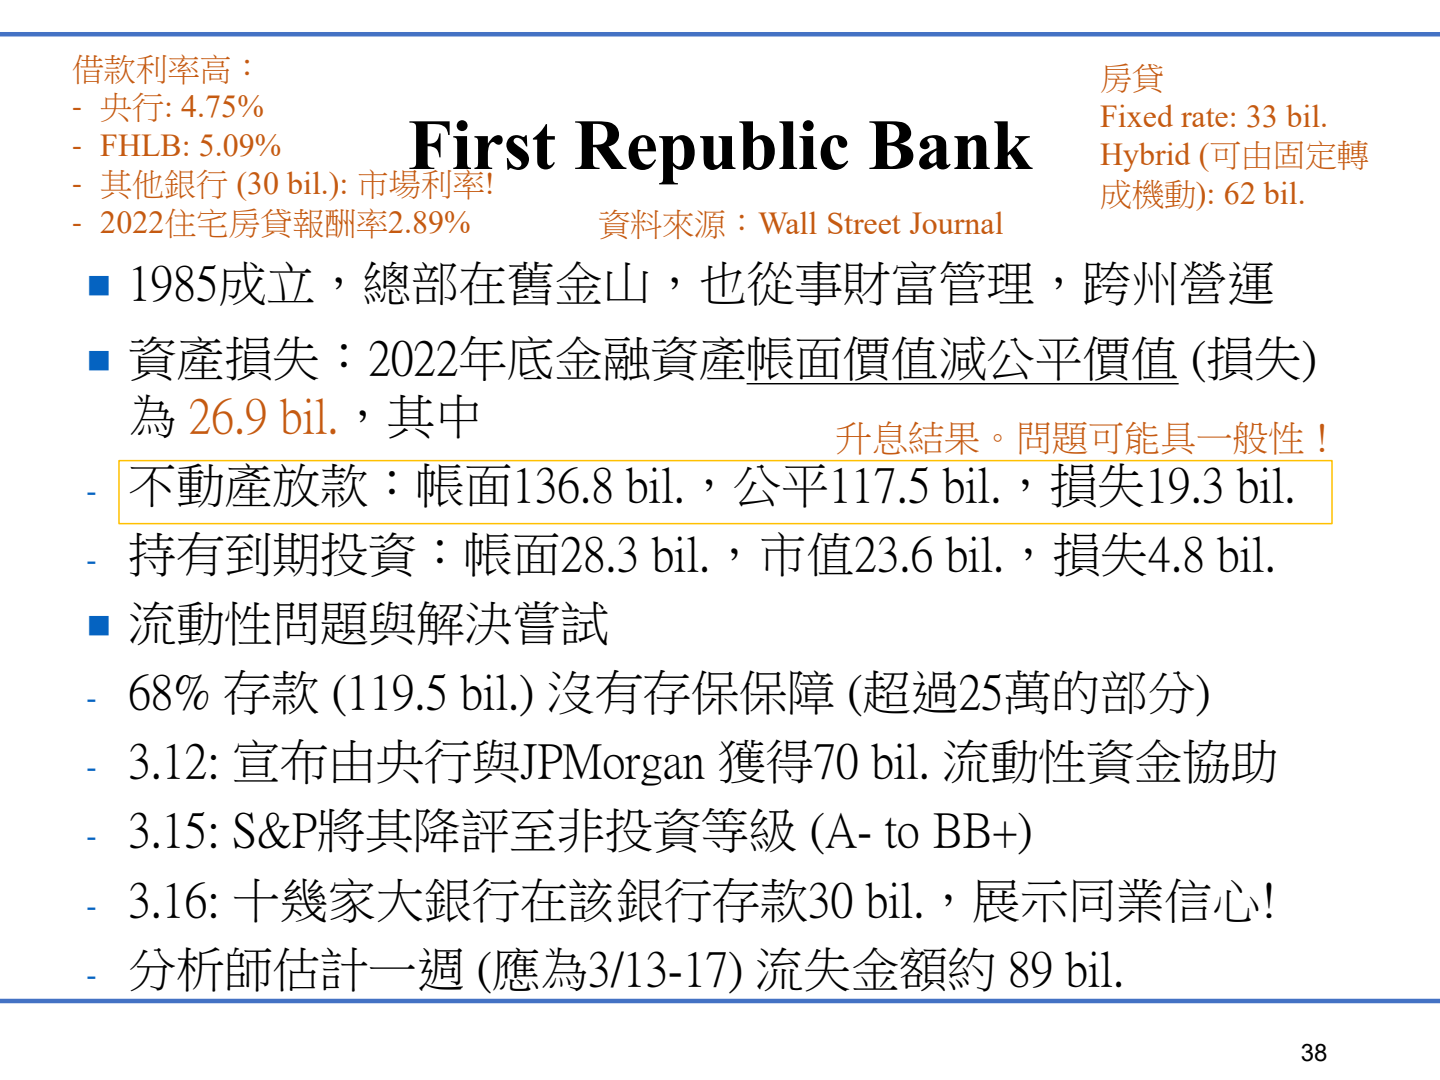 借款利率高：
- 央行: 4.75%
- FHLB: 5.09%
- 其他銀行 (30 bil.): 市場利率!
- 2022住宅房貸報酬率2.89%
First Republic Bank
資料來源：Wall Street Journal
房貸
Fixed rate: 33 bil.
Hybrid (可由固定轉
成機動): 62 bil.
■ 1985成立，總部在舊金山，也從事財富管理，跨州營運
■ 資產損失：2022年底金融資產帳面價值減公平價值 (損失)
為 26.9 bil.，其中
升息結果。問題可能具一般性！
- 不動產放款：帳面136.8 bil.，公平117.5 bil.，損失19.3 bil.
- 持有到期投資：帳面28.3 bil.，市值23.6 bil.，損失4.8 bil.
■ 流動性問題與解決嘗試
- 68% 存款 (119.5 bil.) 沒有存保保障 (超過25萬的部分)
- 3.12: 宣布由央行與JPMorgan 獲得70 bil. 流動性資金協助
- 3.15: S&P將其降評至非投資等級 (A- to BB+)
- 3.16: 十幾家大銀行在該銀行存款30 bil.，展示同業信心!
- 分析師估計一週 (應為3/13-17) 流失金額約 89 bil.
38